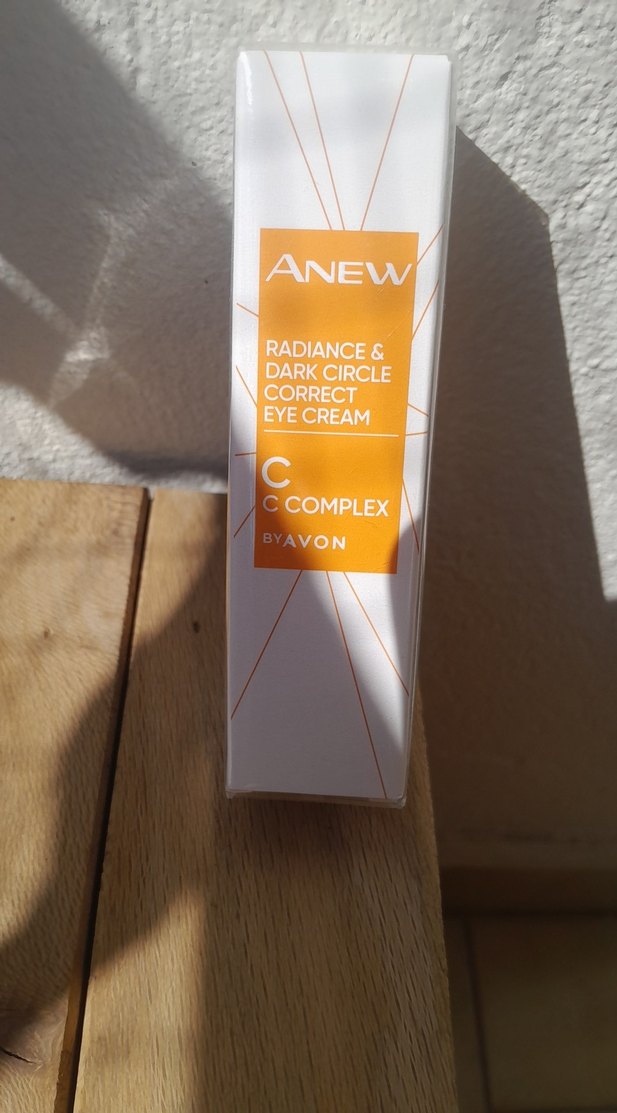 ANEW
RADIANCE &
DARK CIRCLE
CORRECT
EYE CREAM
C
C COMPLEX
BY AVON